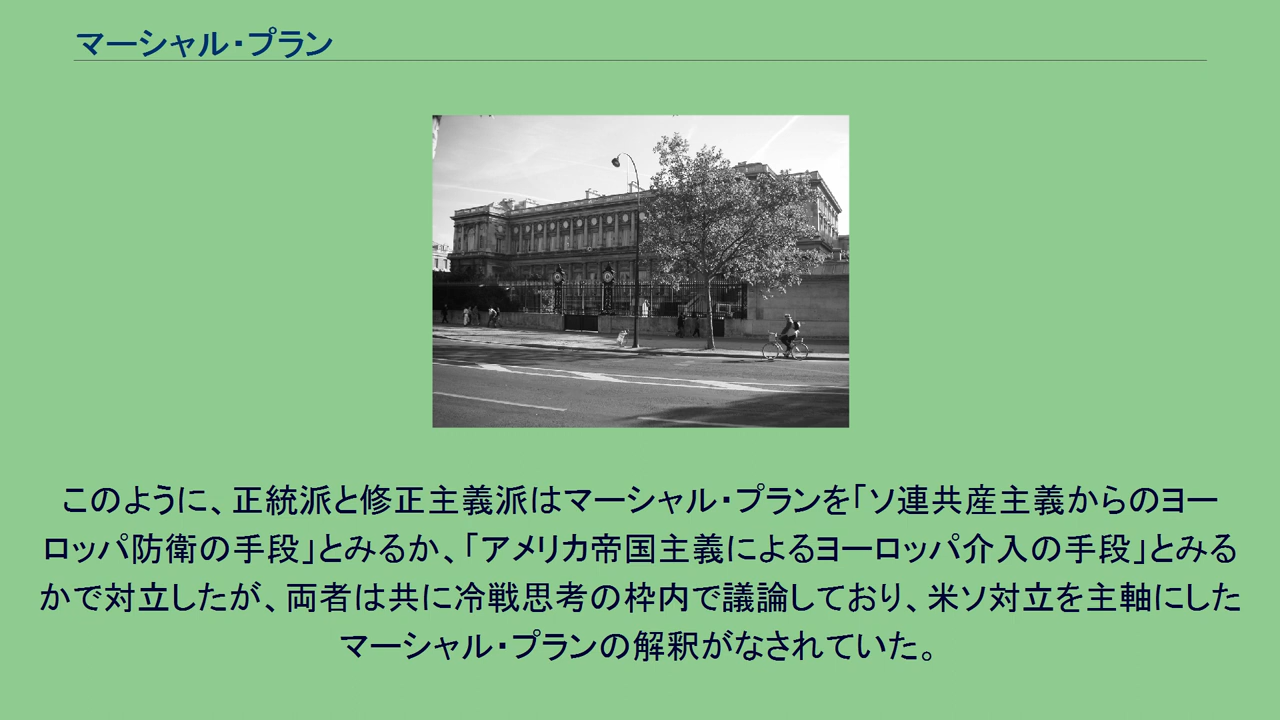 マーシャル・プラン
このように、正統派と修正主義派はマーシャル・プランを「ソ連共産主義からのヨー
ロッパ防衛の手段」とみるか、「アメリカ帝国主義によるヨーロッパ介入の手段」とみる
かで対立したが、両者は共に冷戦思考の枠内で議論しており、米ソ対立を主軸にした
マーシャル・プランの解釈がなされていた。